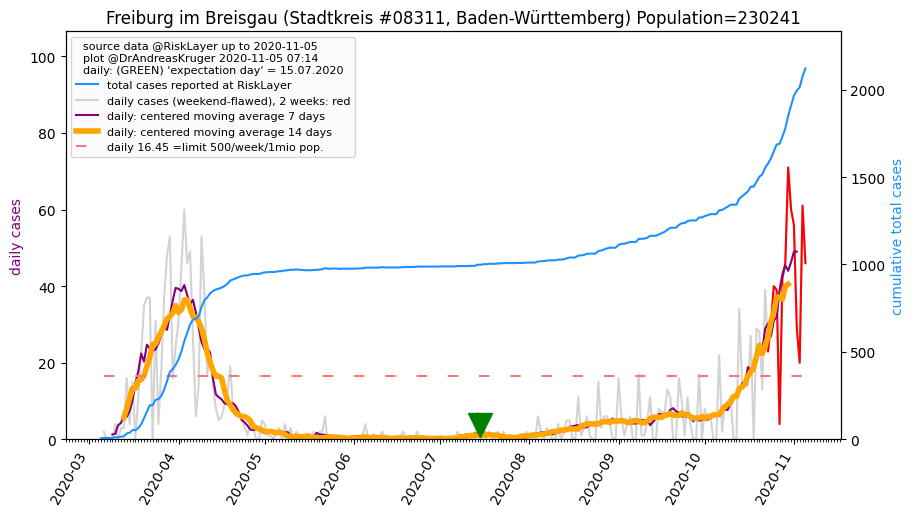 Freiburg im Breisgau (Stadtkreis #08311, Baden-Württemberg) Population=230241
source data @RiskLayer up to 2020-11-05
plot @DrAndreasKruger 2020-11-05 07:14
daily: (GREEN) 'expectation day' = 15.07.2020
total cases reported at RiskLayer
daily cases (weekend-flawed), 2 weeks: red
daily: centered moving average 7 days
daily: centered moving average 14 days
daily 16.45 =limit 500/week/1mio pop.
daily cases
100
80
60
40
20
0
cumulative total cases
2000
1500
1000
500
0
2020-03
2020-04
2020-05
2020-06
2020-07
2020-08
2020-09
2020-10
2020-11